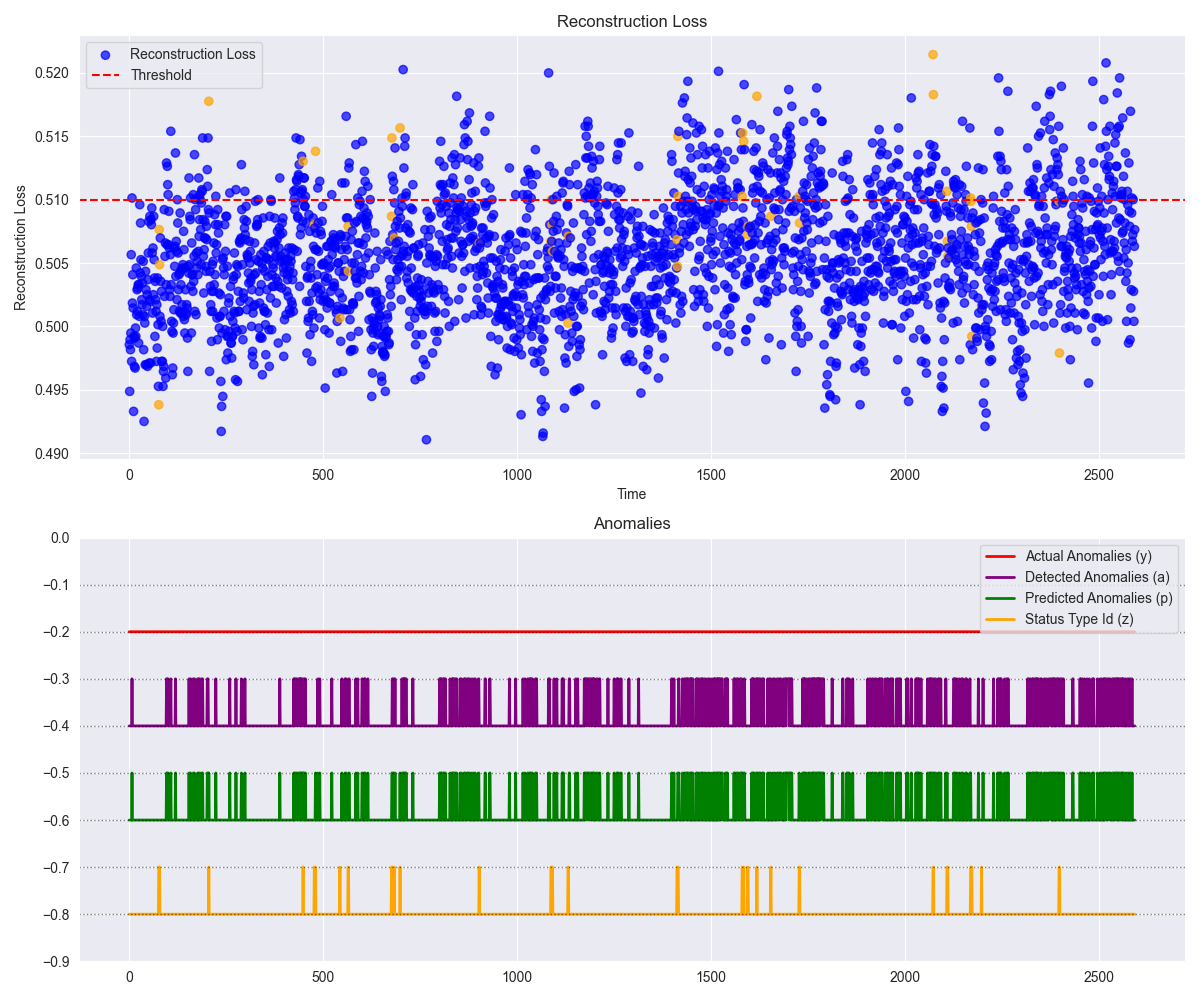 Reconstruction Loss
Reconstruction Loss
Threshold
0.520
0.515
0.510
0.505
0.500
0.495
0.490
Reconstruction Loss
0 500 1000 1500 2000 2500
Time
Anomalies
Actual Anomalies (y)
Detected Anomalies (a)
Predicted Anomalies (p)
Status Type Id (z)
0.0
−0.1
−0.2
−0.3
−0.4
−0.5
−0.6
−0.7
−0.8
−0.9
0 500 1000 1500 2000 2500